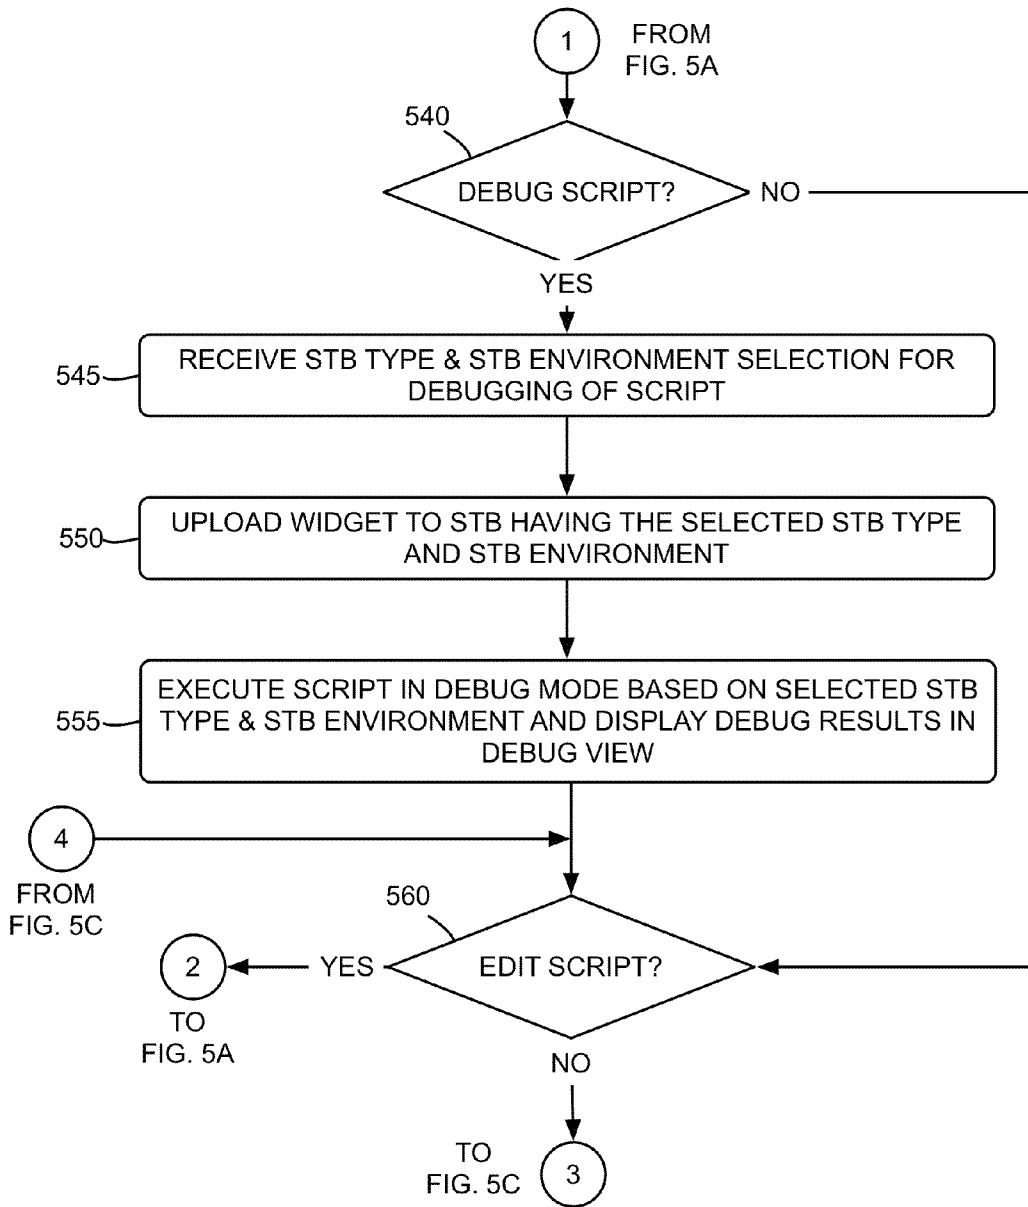 1
FROM
FIG. 5A
540
DEBUG SCRIPT?
NO
YES
545
RECEIVE STB TYPE & STB ENVIRONMENT SELECTION FOR
DEBUGGING OF SCRIPT
550
UPLOAD WIDGET TO STB HAVING THE SELECTED STB TYPE
AND STB ENVIRONMENT
555
EXECUTE SCRIPT IN DEBUG MODE BASED ON SELECTED STB
TYPE & STB ENVIRONMENT AND DISPLAY DEBUG RESULTS IN
DEBUG VIEW
4
FROM
FIG. 5C
560
EDIT SCRIPT?
YES
2
TO
FIG. 5A
NO
TO
FIG. 5C
3